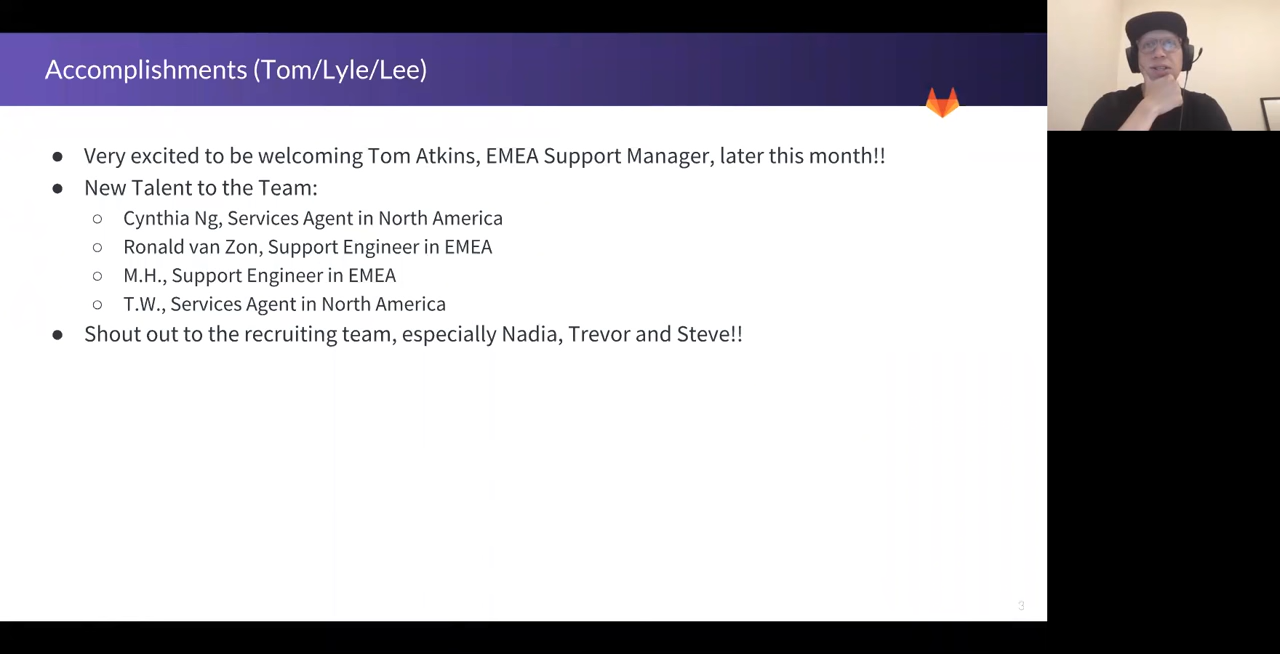 Accomplishments (Tom/Lyle/Lee)
● Very excited to be welcoming Tom Atkins, EMEA Support Manager, later this month!!
● New Talent to the Team:
○ Cynthia Ng, Services Agent in North America
○ Ronald van Zon, Support Engineer in EMEA
○ M.H., Support Engineer in EMEA
○ T.W., Services Agent in North America
● Shout out to the recruiting team, especially Nadia, Trevor and Steve!!
3